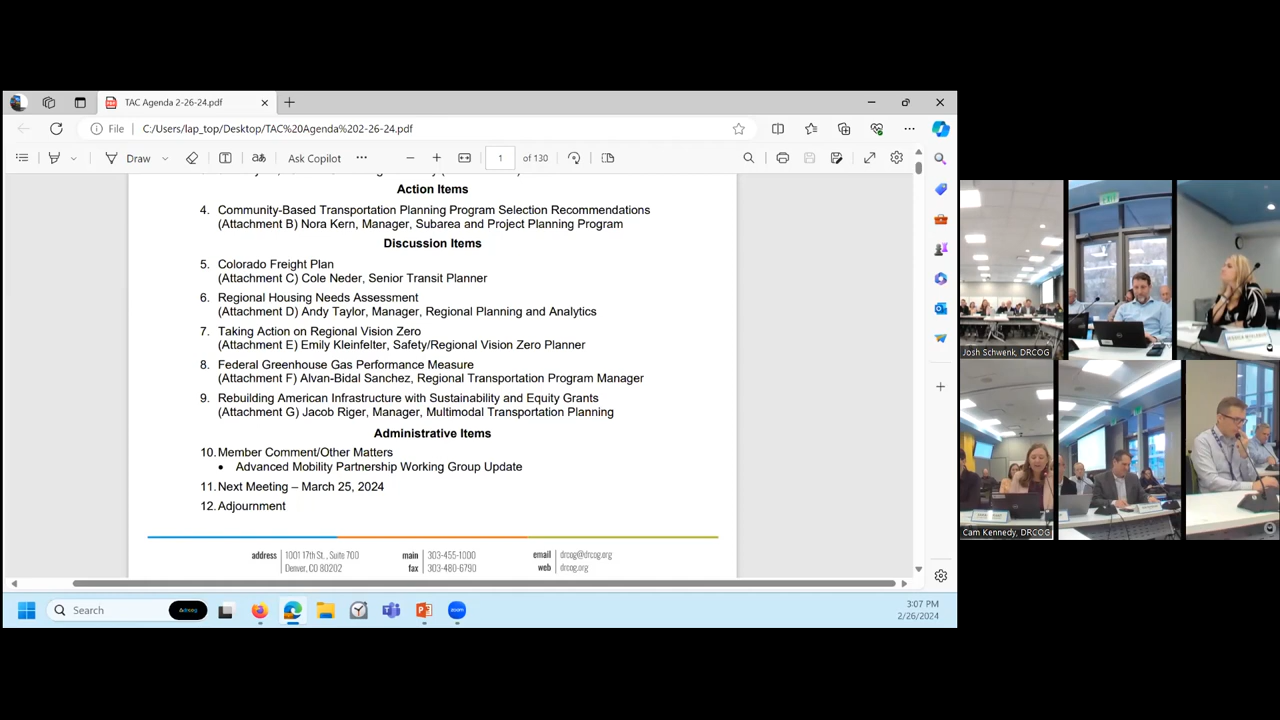 TAC Agenda 2-26-24.pdf
File
C:/Users/lap_top/Desktop/TAC%20Agenda%202-26-24.pdf
Draw
Ask Copilot
1
of 130
Action Items
4. Community-Based Transportation Planning Program Selection Recommendations
(Attachment B) Nora Kern, Manager, Subarea and Project Planning Program
Discussion Items
5. Colorado Freight Plan
(Attachment C) Cole Neder, Senior Transit Planner
6. Regional Housing Needs Assessment
(Attachment D) Andy Taylor, Manager, Regional Planning and Analytics
7. Taking Action on Regional Vision Zero
(Attachment E) Emily Kleinfelter, Safety/Regional Vision Zero Planner
8. Federal Greenhouse Gas Performance Measure
(Attachment F) Alvan-Bidal Sanchez, Regional Transportation Program Manager
9. Rebuilding American Infrastructure with Sustainability and Equity Grants
(Attachment G) Jacob Riger, Manager, Multimodal Transportation Planning
Administrative Items
10. Member Comment/Other Matters
• Advanced Mobility Partnership Working Group Update
11. Next Meeting – March 25, 2024
12. Adjournment
address 1001 17th St., Suite 700
Denver, CO 80202
main 303-455-1000
fax 303-480-6790
email drcog@drcog.org
web drcog.org
Search
3:07 PM
2/26/2024
EXIT
Josh Schwenk, DRCOG
Cam Kennedy, DRCOG